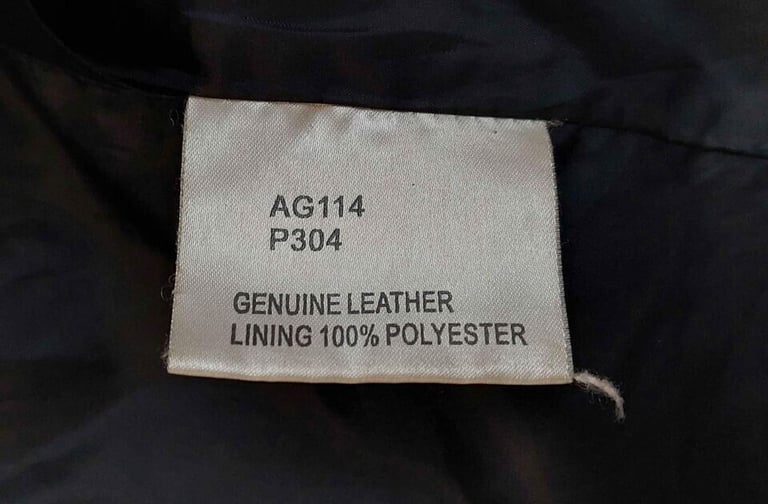 AG114
P304
GENUINE LEATHER
LINING 100% POLYESTER